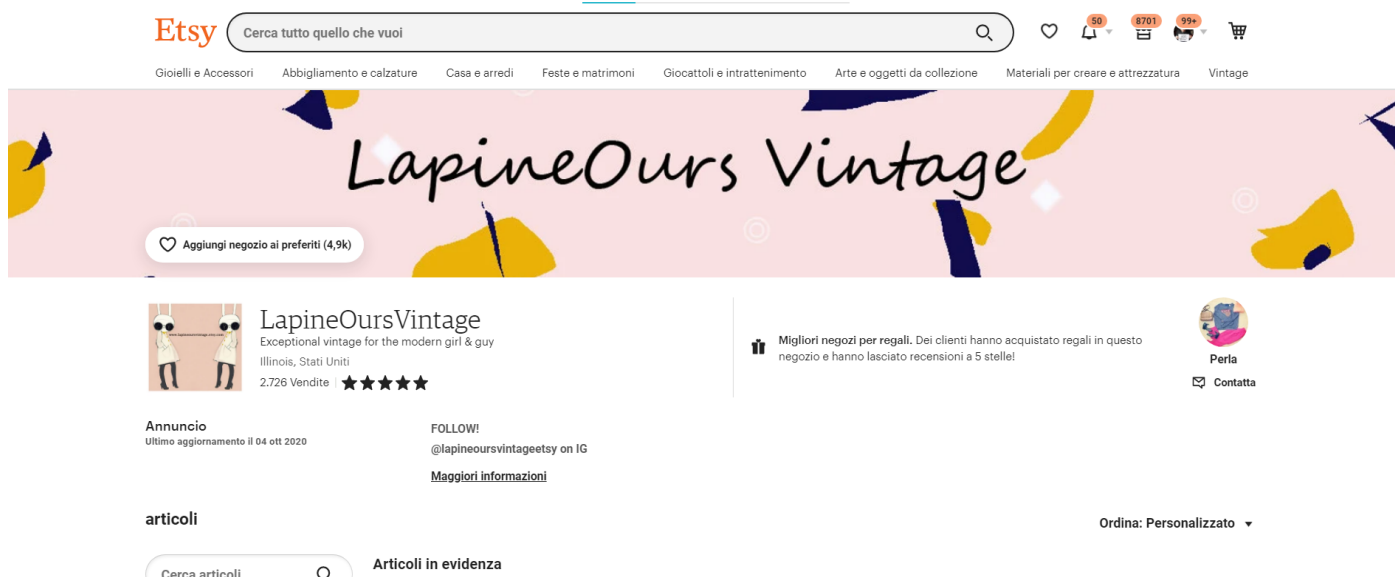 Etsy
Cerca tutto quello che vuoi
50
8701
99+
Gioielli e Accessori
Abbigliamento e calzature
Casa e arredi
Feste e matrimoni
Giocattoli e intrattenimento
Arte e oggetti da collezione
Materiali per creare e attrezzatura
Vintage
LapineOurs Vintage
Aggiungi negozio ai preferiti (4,9k)
LapineOursVintage
Exceptional vintage for the modern girl & guy
Illinois, Stati Uniti
2.726 Vendite
Migliori negozi per regali. Dei clienti hanno acquistato regali in questo
negozio e hanno lasciato recensioni a 5 stelle!
Perla
Contatta
Annuncio
Ultimo aggiornamento il 04 ott 2020
FOLLOW!
@lapineoursvintageetsy on IG
Maggiori informazioni
articoli
Ordina: Personalizzato
Cerca articoli
Articoli in evidenza